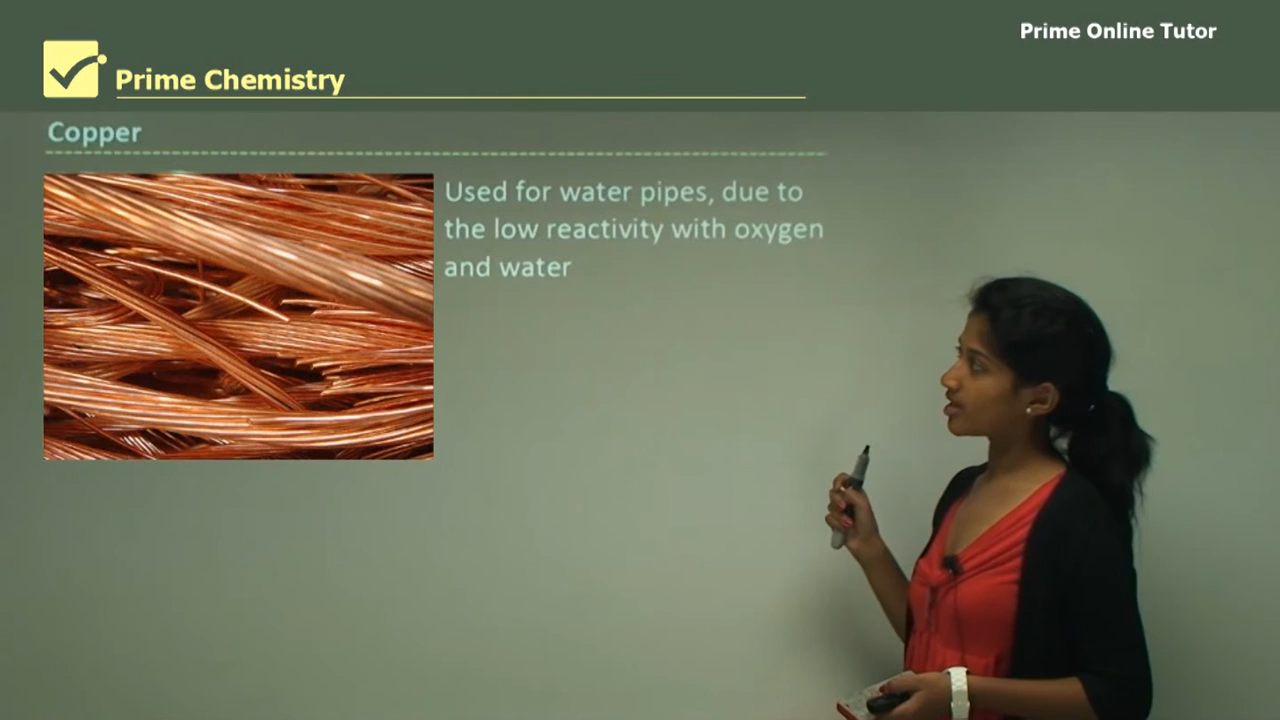 Prime Online Tutor
Prime Chemistry
Copper
Used for water pipes, due to
the low reactivity with oxygen
and water